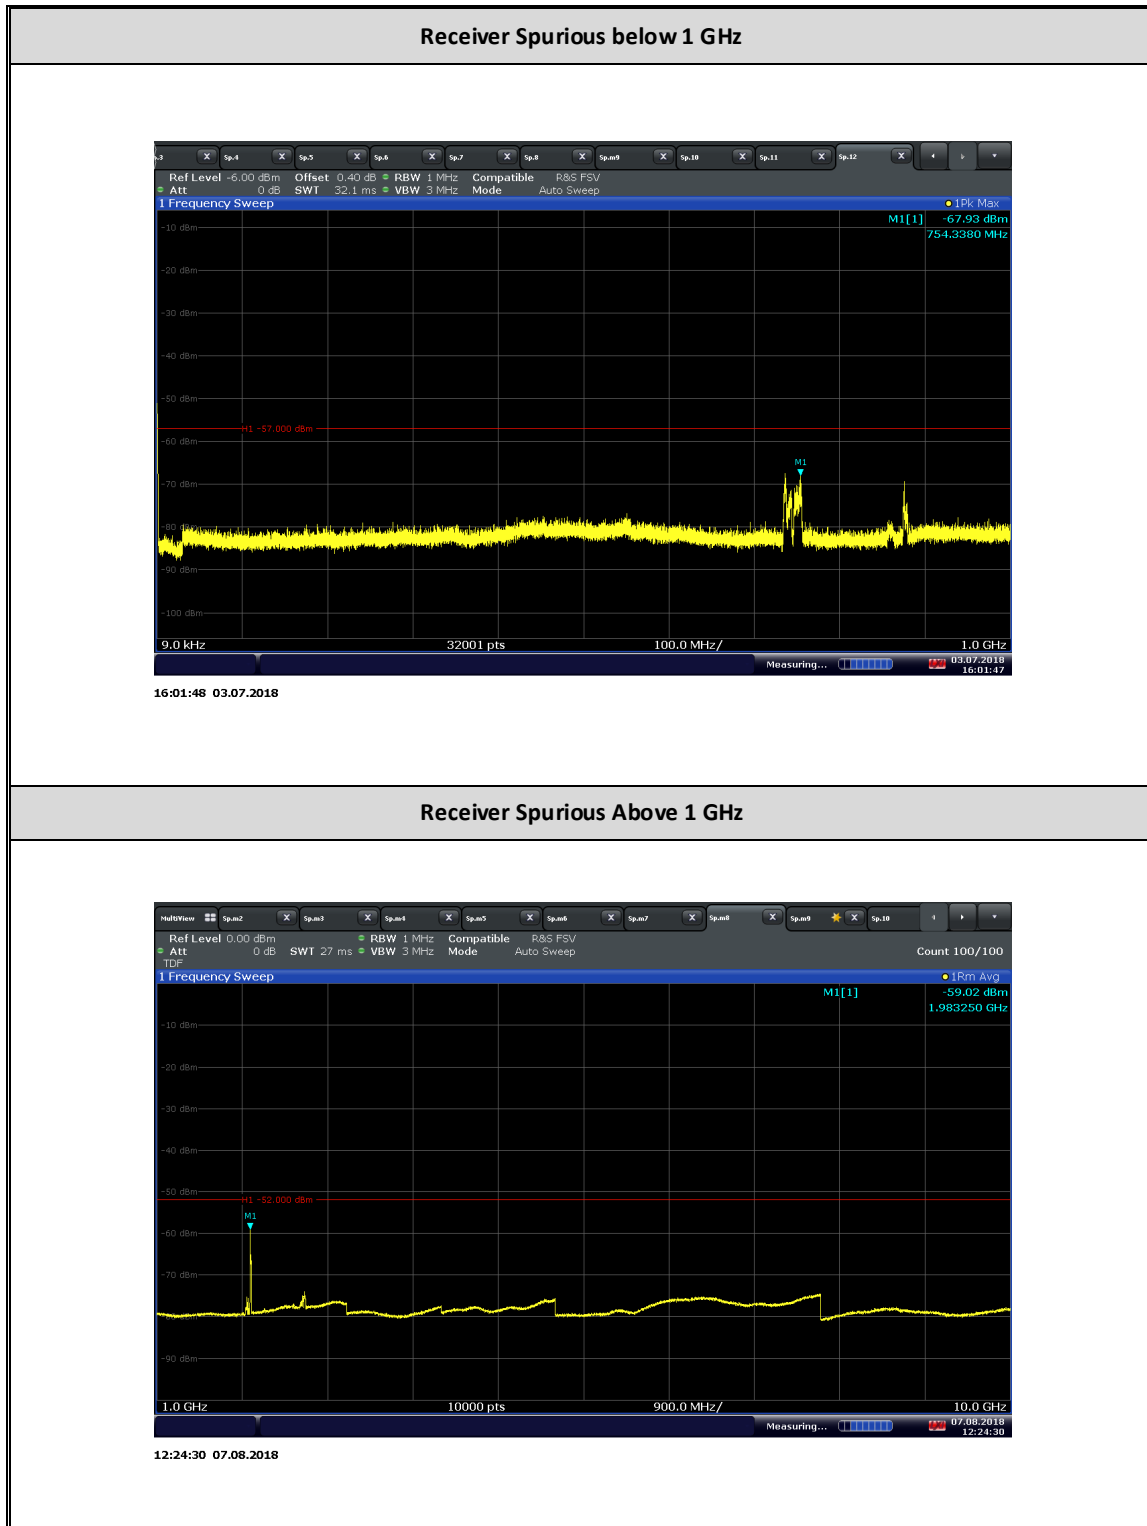 Receiver Spurious below 1 GHz
.3 X Sp.4 X Sp.5 X Sp.6 X Sp.7 X Sp.8 X Sp.m9 X Sp.10 X Sp.11 X Sp.12 X
Ref Level -6.00 dBm Offset 0.40 dB RBW 1 MHz Compatible R&S FSV
Att 0 dB SWT 32.1 ms VBW 3 MHz Mode Auto Sweep
1 Frequency Sweep 1Pk Max
M1[1] -67.93 dBm
-10 dBm
754.3380 MHz
-20 dBm
-30 dBm
-40 dBm
-50 dBm
H1 -57.000 dBm
-60 dBm
M1
-70 dBm
-80 dBm
-90 dBm
-100 dBm
9.0 kHz 32001 pts 100.0 MHz/ 1.0 GHz
Measuring... 03.07.2018
16:01:47
16:01:48 03.07.2018
Receiver Spurious Above 1 GHz
MultiView Sp.m2 X Sp.m3 X Sp.m4 X Sp.m5 X Sp.m6 X Sp.m7 X Sp.m8 X Sp.m9 X Sp.10
Ref Level 0.00 dBm RBW 1 MHz Compatible R&S FSV
Att 0 dB SWT 27 ms VBW 3 MHz Mode Auto Sweep Count 100/100
TDF
1 Frequency Sweep 1Rm Avg
M1[1] -59.02 dBm
1.983250 GHz
-10 dBm
-20 dBm
-30 dBm
-40 dBm
-50 dBm
H1 -52.000 dBm
M1
-60 dBm
-70 dBm
-90 dBm
1.0 GHz 10000 pts 900.0 MHz/ 10.0 GHz
Measuring... 07.08.2018
12:24:30
12:24:30 07.08.2018